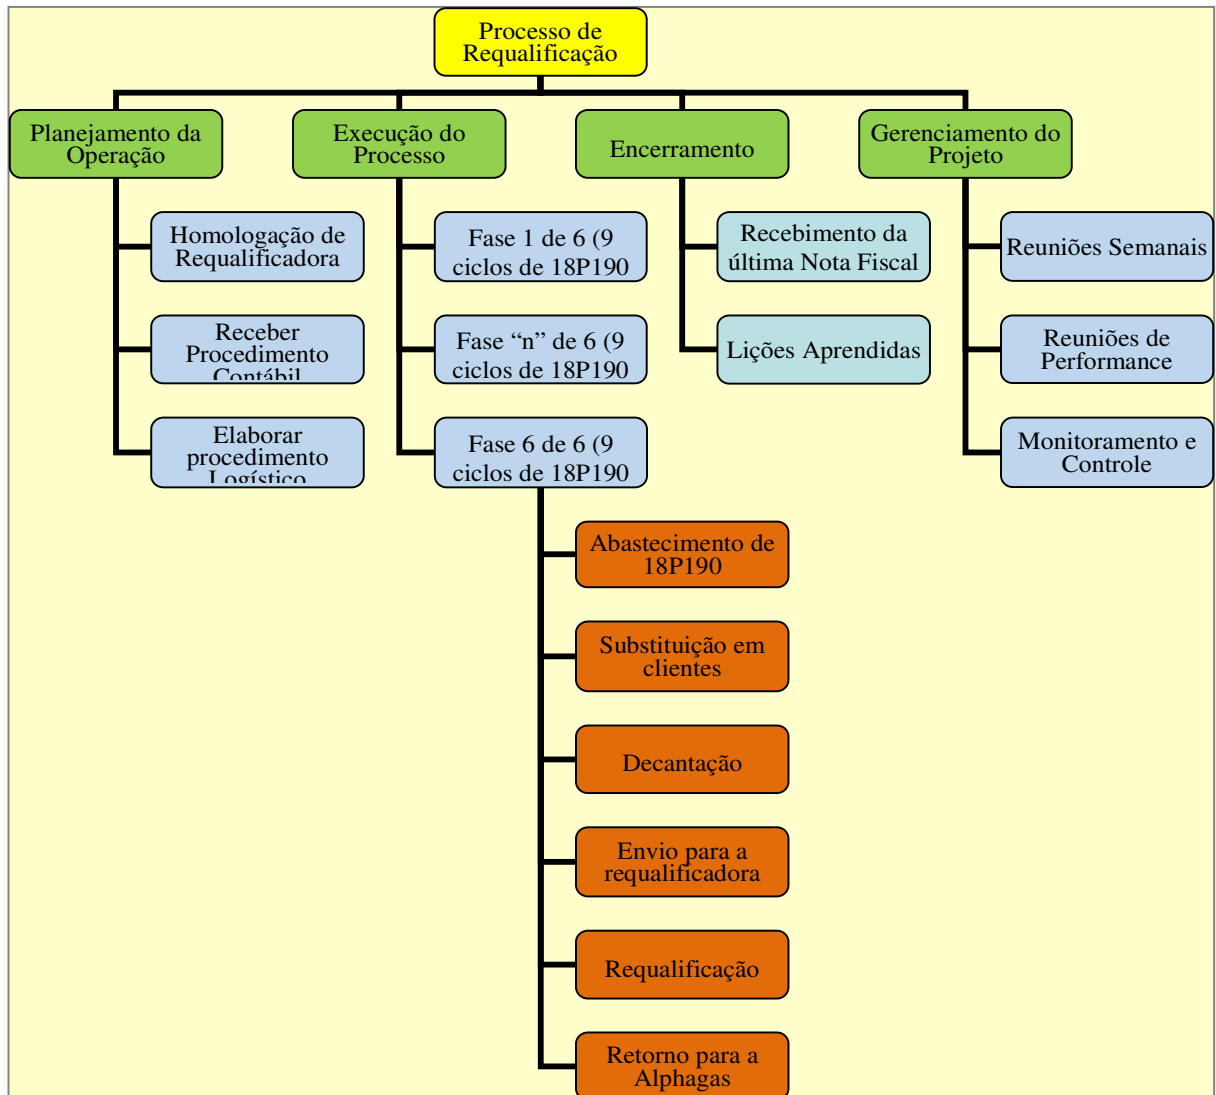 Processo de
Requalificação
Planejamento da
Operação
Execução do
Processo
Encerramento
Gerenciamento do
Projeto
Homologação de
Requalificadora
Fase 1 de 6 (9
ciclos de 18P190
Recebimento da
última Nota Fiscal
Reuniões Semanais
Receber
Procedimento
Contábil
Fase “n” de 6 (9
ciclos de 18P190
Lições Aprendidas
Reuniões de
Performance
Elaborar
procedimento
Logístico
Fase 6 de 6 (9
ciclos de 18P190
Monitoramento e
Controle
Abastecimento de
18P190
Substituição em
clientes
Decantação
Envio para a
requalificadora
Requalificação
Retorno para a
Alphagas